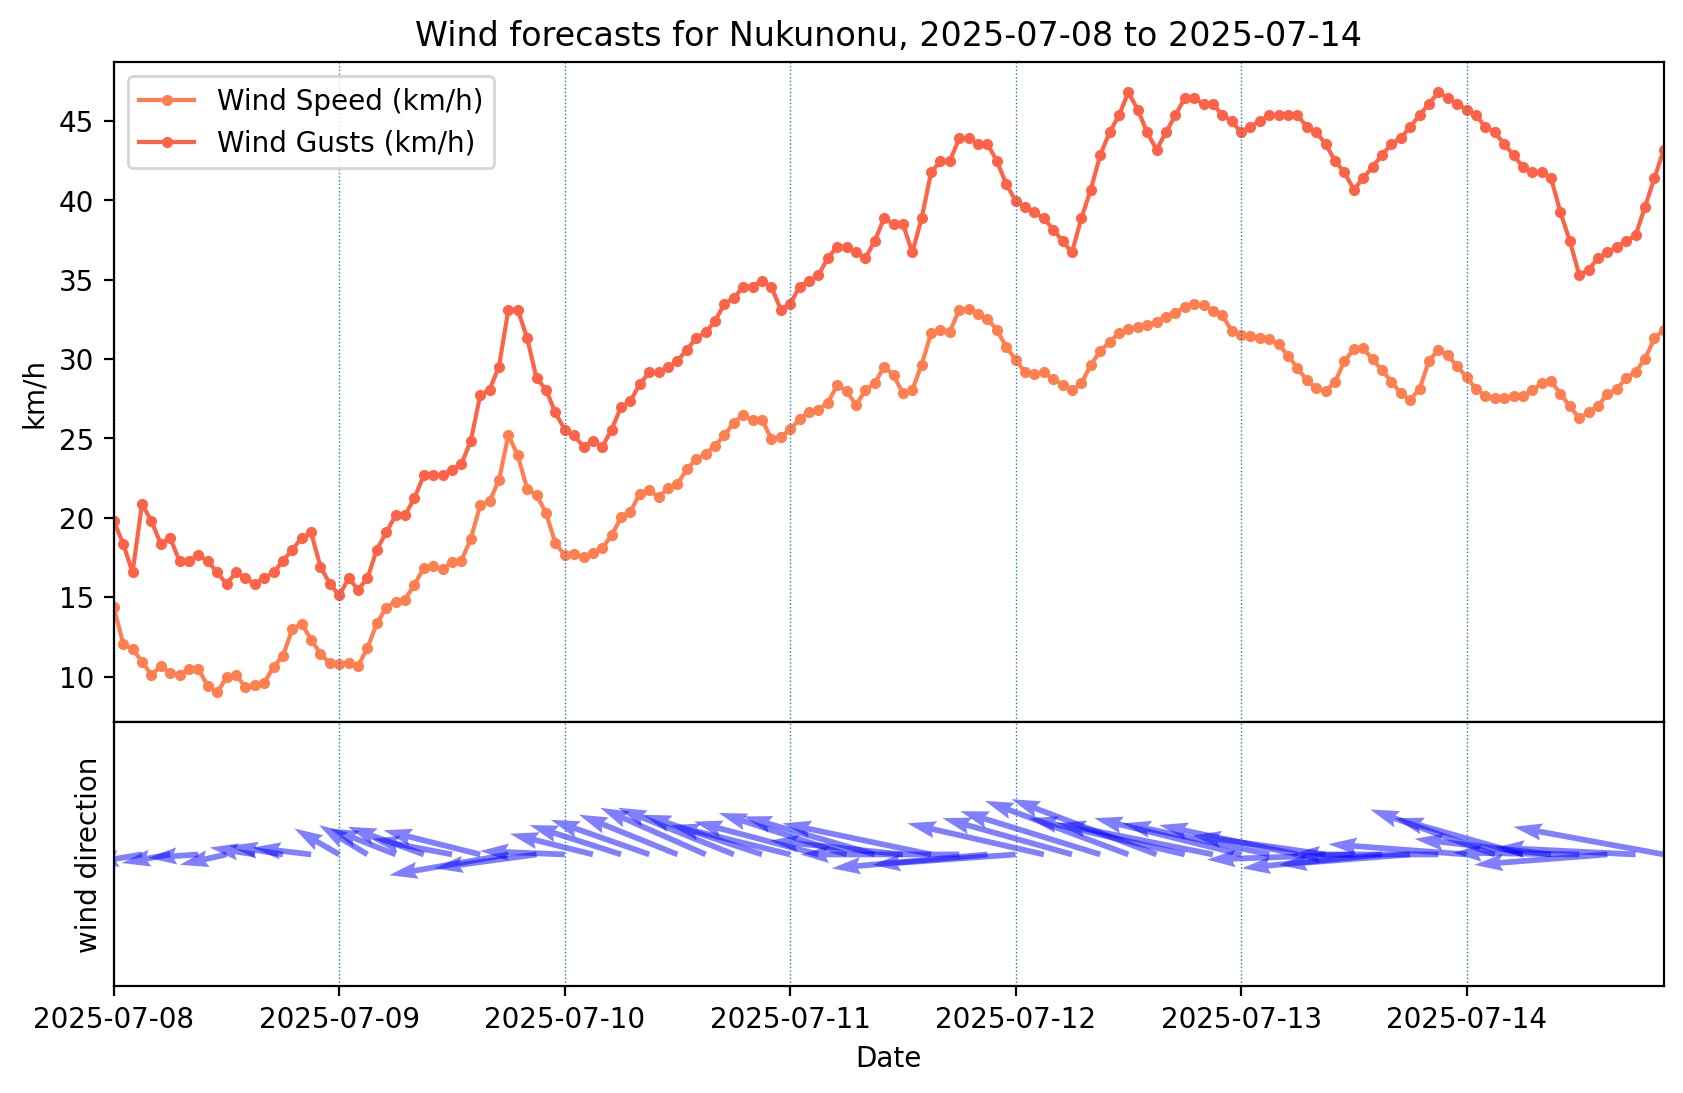 Wind forecasts for Nukunonu, 2025-07-08 to 2025-07-14
Wind Speed (km/h)
Wind Gusts (km/h)
45
40
35
30
25
20
15
10
km/h
wind direction
2025-07-08
2025-07-09
2025-07-10
2025-07-11
2025-07-12
2025-07-13
2025-07-14
Date